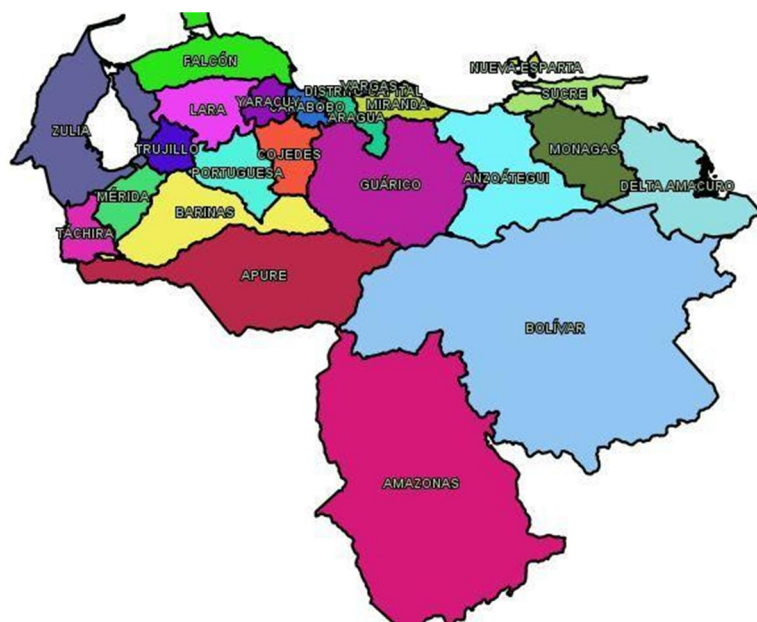 FALCÓN
VARGAS
NUEVA ESPARTA
DISTRITO CAPITAL
SUCRE
LARA
YARACUY
CARABOBO
MIRANDA
ARAGUA
ZULIA
TRUJILLO
COJEDES
MONAGAS
PORTUGUESA
GUÁRICO
ANZOÁTEGUI
DELTA AMACURO
MÉRIDA
BARINAS
TÁCHIRA
APURE
BOLÍVAR
AMAZONAS